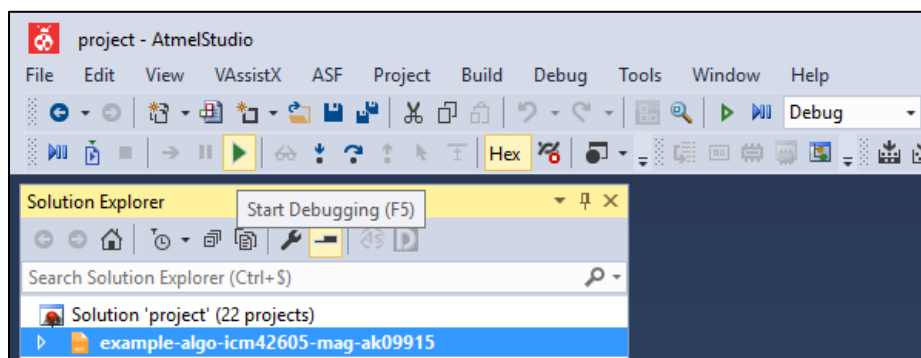 project - AtmelStudio
File Edit View VAssistX ASF Project Build Debug Tools Window Help
Debug
Hex
Solution Explorer
Start Debugging (F5)
Search Solution Explorer (Ctrl+$)
Solution 'project' (22 projects)
example-algo-icm42605-mag-ak09915